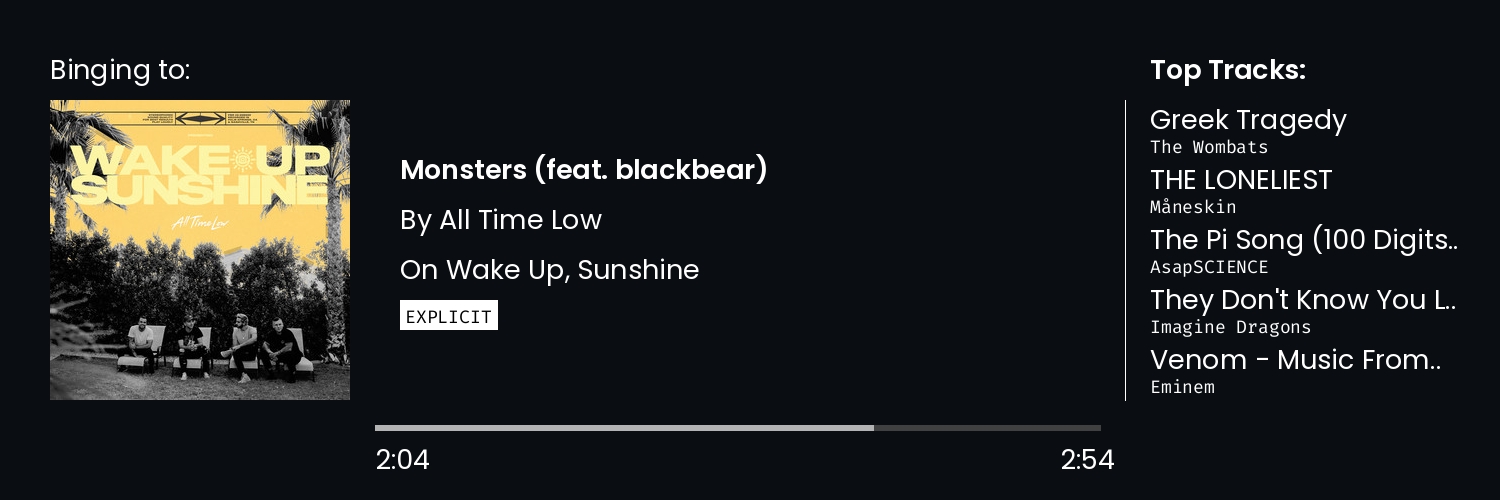 Binging to:
WAKE UP
SUNSHINE
All Time Low
Monsters (feat. blackbear)
By All Time Low
On Wake Up, Sunshine
EXPLICIT
2:04
2:54
Top Tracks:
Greek Tragedy
The Wombats
THE LONELIEST
Måneskin
The Pi Song (100 Digits..
AsapSCIENCE
They Don't Know You L..
Imagine Dragons
Venom - Music From..
Eminem